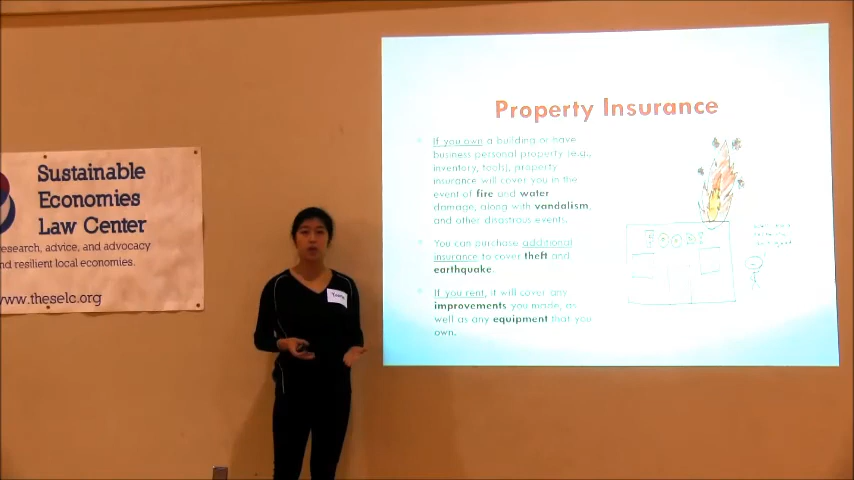 Sustainable
Economies
Law Center
esearch, advice, and advocacy
nd resilient local economies.
www.theselc.org
Property Insurance
If you own a building or have
business personal property (e.g.,
inventory, tools), property
insurance will cover you in the
event of fire and water
damage, along with vandalism,
and other disastrous events.
You can purchase additional
insurance to cover theft and
earthquake.
If you rent, it will cover any
improvements you made, as
well as any equipment that you
own.
FOOD!